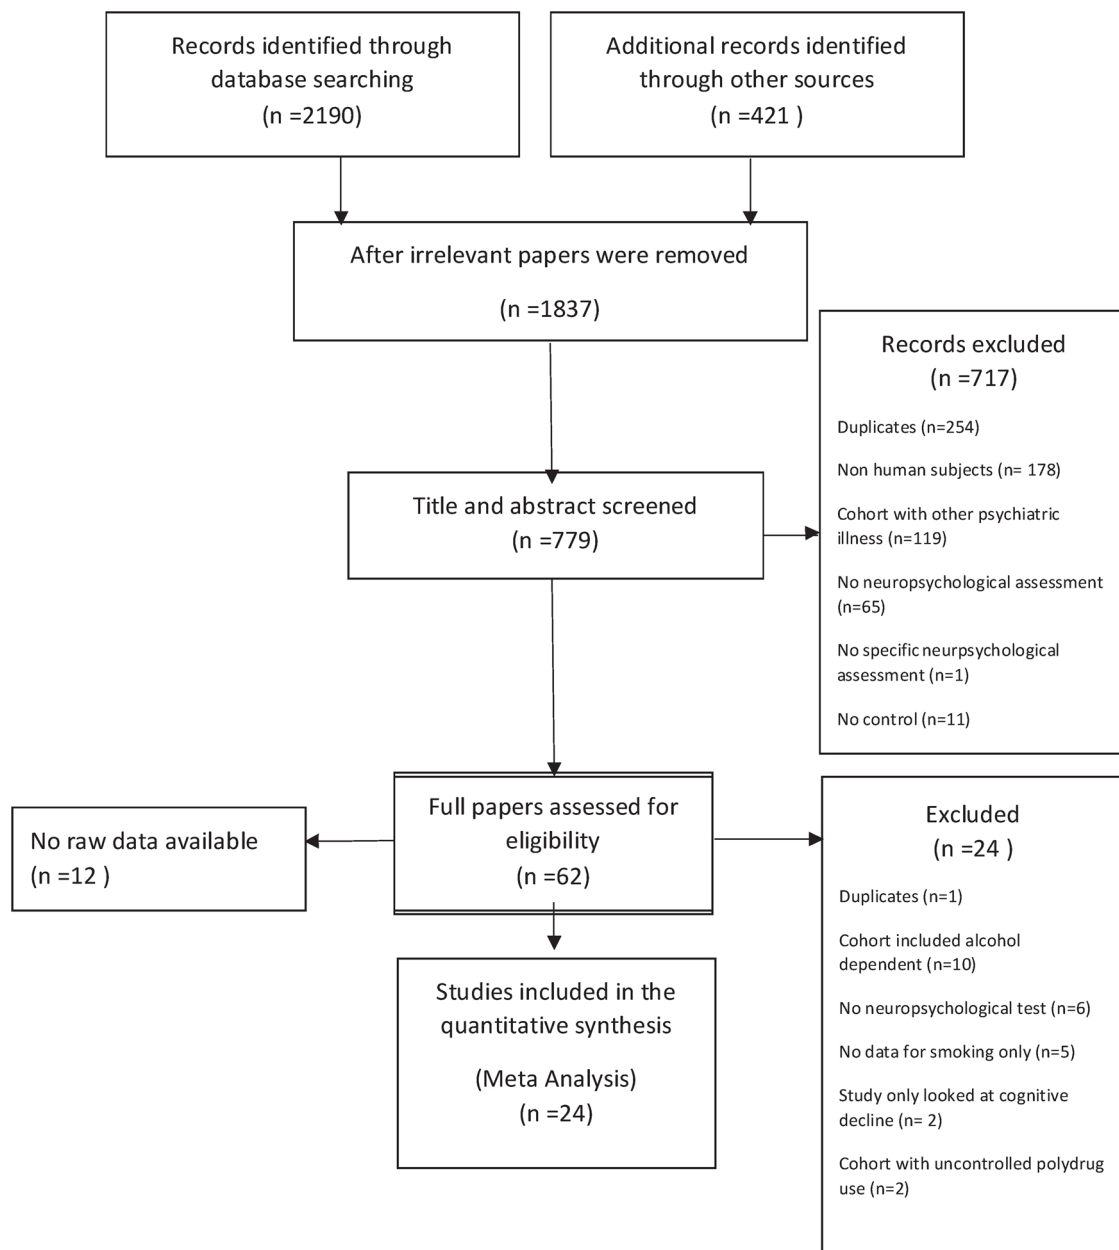 Records identified through
database searching
(n =2190)
Additional records identified
through other sources
(n =421 )
After irrelevant papers were removed
(n =1837)
Records excluded
(n =717)
Duplicates (n=254)
Non human subjects (n= 178)
Cohort with other psychiatric
illness (n=119)
No neuropsychological assessment
(n=65)
No specific neurpsychological
assessment (n=1)
No control (n=11)
Title and abstract screened
(n =779)
Full papers assessed for
eligibility
(n =62)
No raw data available
(n =12 )
Excluded
(n =24 )
Duplicates (n=1)
Cohort included alcohol
dependent (n=10)
No neuropsychological test (n=6)
No data for smoking only (n=5)
Study only looked at cognitive
decline (n= 2)
Cohort with uncontrolled polydrug
use (n=2)
Studies included in the
quantitative synthesis
(Meta Analysis)
(n =24)